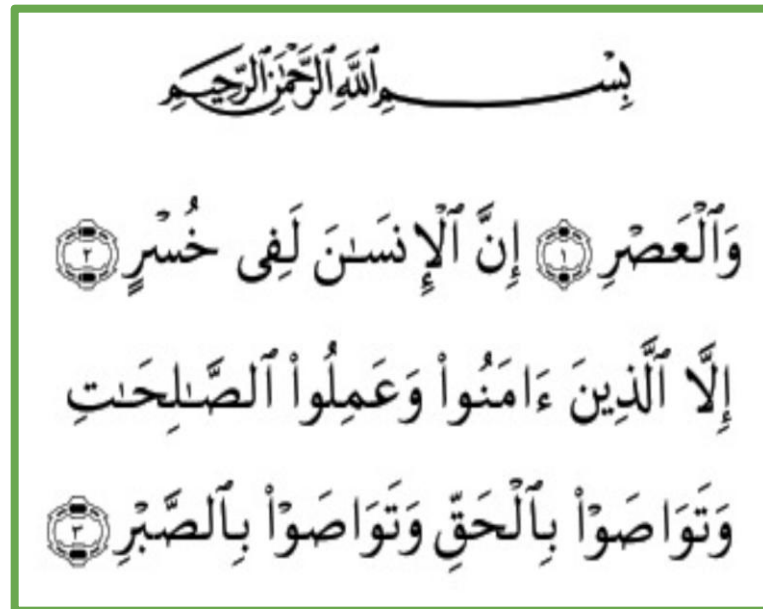 بِسْمِ ٱللَّهِ ٱلرَّحْمَٰنِ ٱلرَّحِيمِ
وَٱلْعَصْرِ ١ إِنَّ ٱلْإِنسَـٰنَ لَفِى خُسْرٍ ٢
إِلَّا ٱلَّذِينَ ءَامَنُوا۟ وَعَمِلُوا۟ ٱلصَّـٰلِحَـٰتِ
وَتَوَاصَوْا۟ بِٱلْحَقِّ وَتَوَاصَوْا۟ بِٱلصَّبْرِ ٣